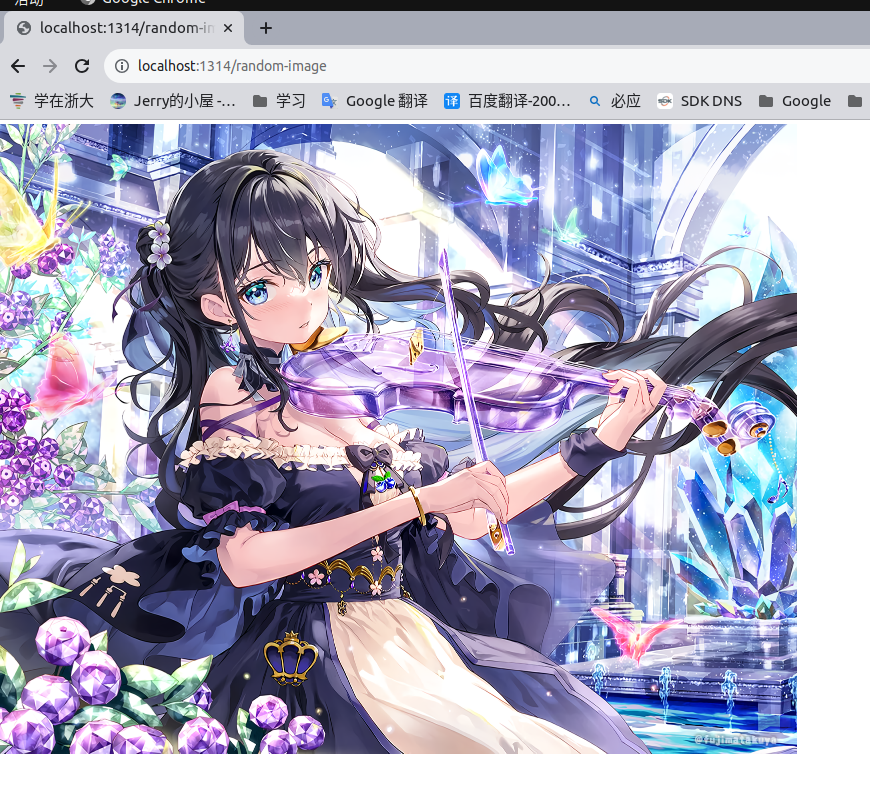 活动 Google Chrome
localhost:1314/random-in
localhost:1314/random-image
学在浙大 Jerry的小屋 -... 学习 Google 翻译 百度翻译-200... 必应 SDK DNS Google
@fujimatakuya